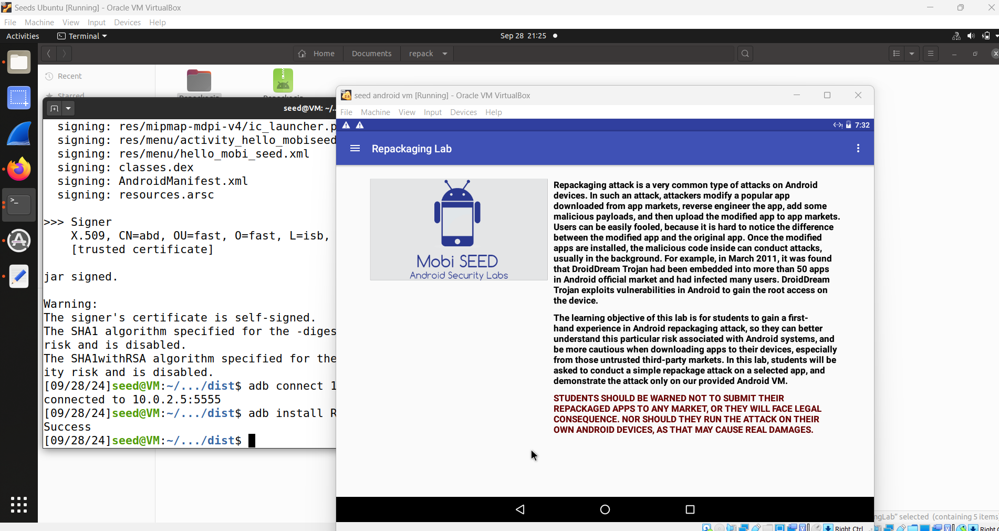 Seeds Ubuntu [Running] - Oracle VM VirtualBox
File Machine View Input Devices Help
Activities Terminal Sep 28 21:25
Home Documents repack
Recent
Starred
seed@VM: ~/..
signing: res/mipmap-mdpi-v4/ic_launcher.p
signing: res/menu/activity_hello_mobiseed
signing: res/menu/hello_mobi_seed.xml
signing: classes.dex
signing: AndroidManifest.xml
signing: resources.arsc
>>> Signer
X.509, CN=abd, OU=fast, O=fast, L=isb,
[trusted certificate]
jar signed.
Warning:
The signer's certificate is self-signed.
The SHA1 algorithm specified for the -diges
risk and is disabled.
The SHA1withRSA algorithm specified for the
ity risk and is disabled.
[09/28/24]seed@VM:~/.../dist$ adb connect 1
connected to 10.0.2.5:5555
[09/28/24]seed@VM:~/.../dist$ adb install R
Success
[09/28/24]seed@VM:~/.../dist$
seed android vm [Running] - Oracle VM VirtualBox
File Machine View Input Devices Help
7:32
Repackaging Lab
Mobi SEED
Android Security Labs
Repackaging attack is a very common type of attacks on Android
devices. In such an attack, attackers modify a popular app
downloaded from app markets, reverse engineer the app, add some
malicious payloads, and then upload the modified app to app markets.
Users can be easily fooled, because it is hard to notice the difference
between the modified app and the original app. Once the modified
apps are installed, the malicious code inside can conduct attacks,
usually in the background. For example, in March 2011, it was found
that DroidDream Trojan had been embedded into more than 50 apps
in Android official market and had infected many users. DroidDream
Trojan exploits vulnerabilities in Android to gain the root access on
the device.
The learning objective of this lab is for students to gain a first-
hand experience in Android repackaging attack, so they can better
understand this particular risk associated with Android systems, and
be more cautious when downloading apps to their devices, especially
from those untrusted third-party markets. In this lab, students will be
asked to conduct a simple repackage attack on a selected app, and
demonstrate the attack only on our provided Android VM.
STUDENTS SHOULD BE WARNED NOT TO SUBMIT THEIR
REPACKAGED APPS TO ANY MARKET, OR THEY WILL FACE LEGAL
CONSEQUENCE. NOR SHOULD THEY RUN THE ATTACK ON THEIR
OWN ANDROID DEVICES, AS THAT MAY CAUSE REAL DAMAGES.
ngLab" selected (containing 5 items
Right Ctrl
Right